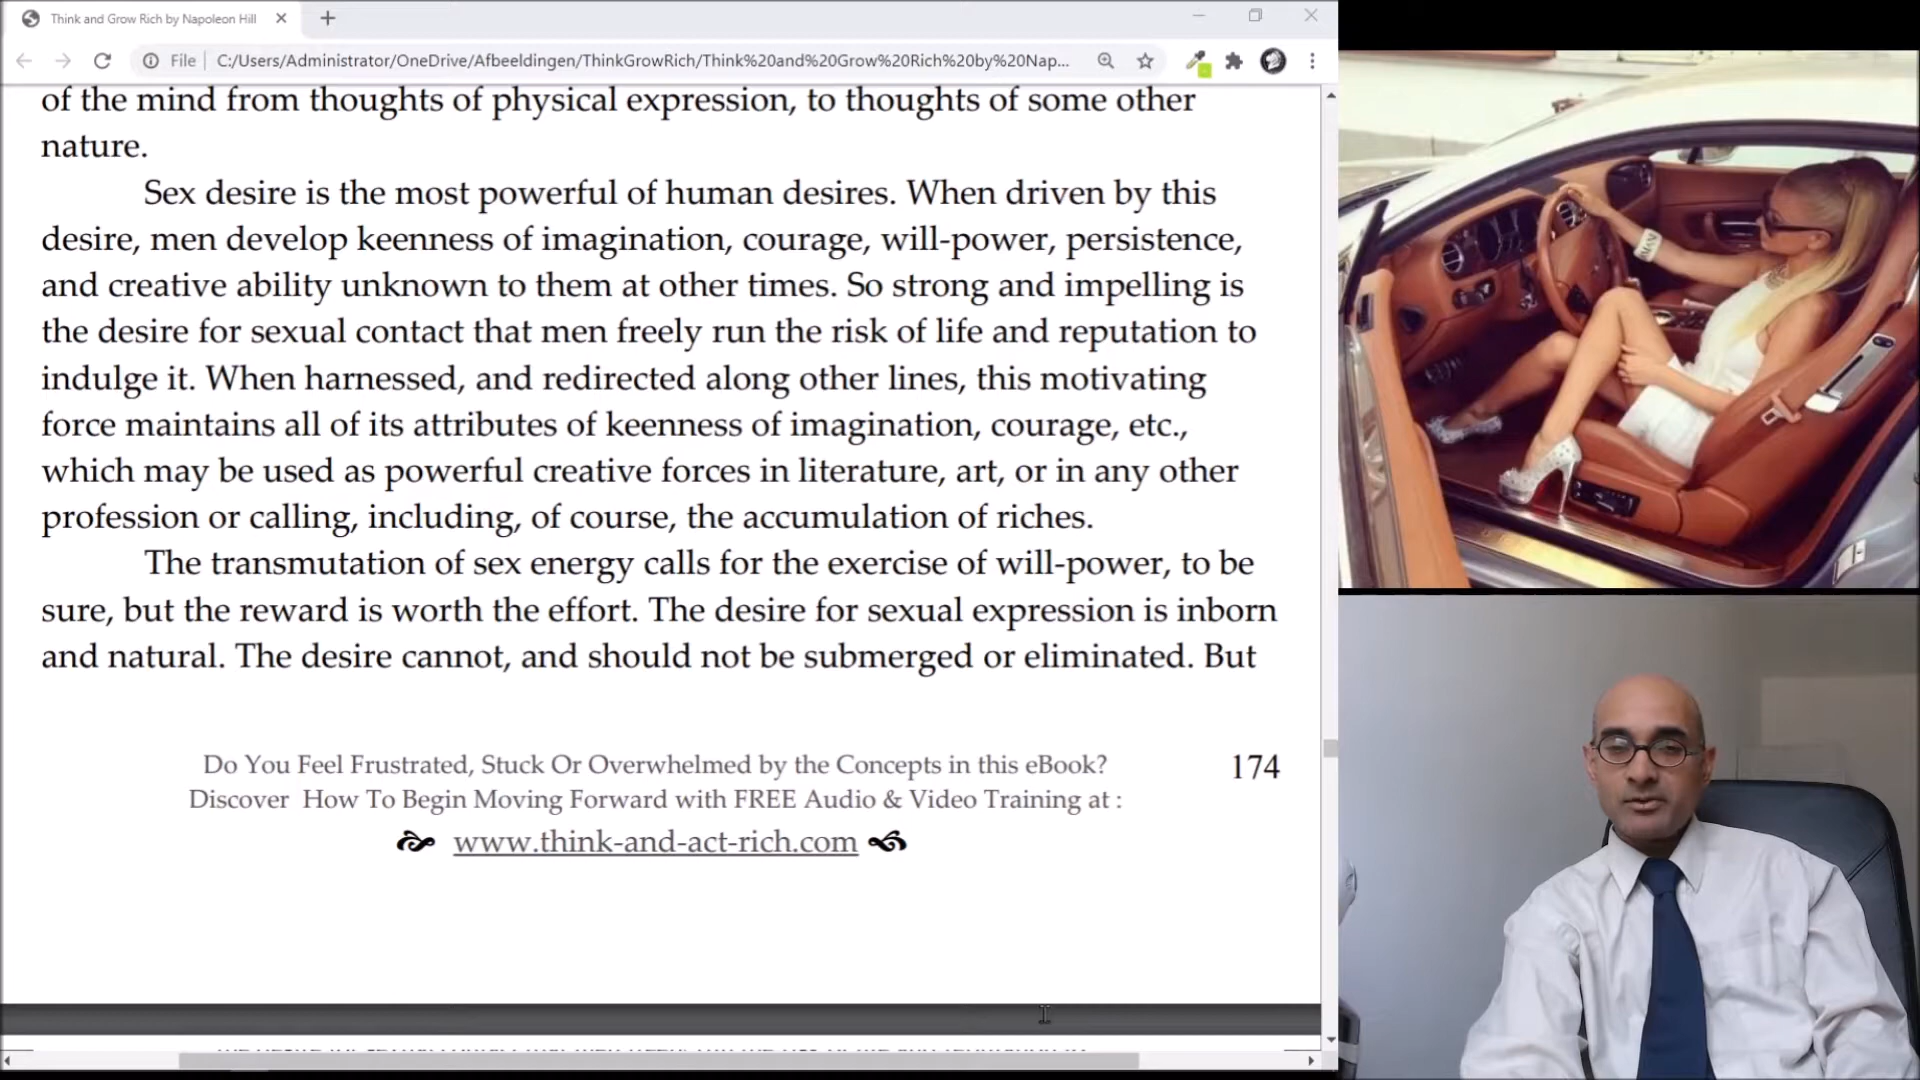 Think and Grow Rich by Napoleon Hill
File
C:/Users/Administrator/OneDrive/Afbeeldingen/ThinkGrowRich/Think%20and%20Grow%20Rich%20by%20Nap...
of the mind from thoughts of physical expression, to thoughts of some other
nature.
Sex desire is the most powerful of human desires. When driven by this
desire, men develop keenness of imagination, courage, will-power, persistence,
and creative ability unknown to them at other times. So strong and impelling is
the desire for sexual contact that men freely run the risk of life and reputation to
indulge it. When harnessed, and redirected along other lines, this motivating
force maintains all of its attributes of keenness of imagination, courage, etc.,
which may be used as powerful creative forces in literature, art, or in any other
profession or calling, including, of course, the accumulation of riches.
The transmutation of sex energy calls for the exercise of will-power, to be
sure, but the reward is worth the effort. The desire for sexual expression is inborn
and natural. The desire cannot, and should not be submerged or eliminated. But
Do You Feel Frustrated, Stuck Or Overwhelmed by the Concepts in this eBook?
174
Discover How To Begin Moving Forward with FREE Audio & Video Training at :
www.think-and-act-rich.com